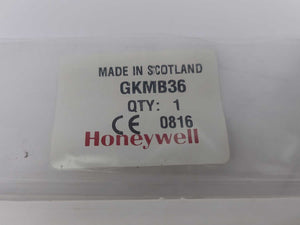 MADE IN SCOTLAND
GKMB36
QTY: 1
CE 0816
Honeywell